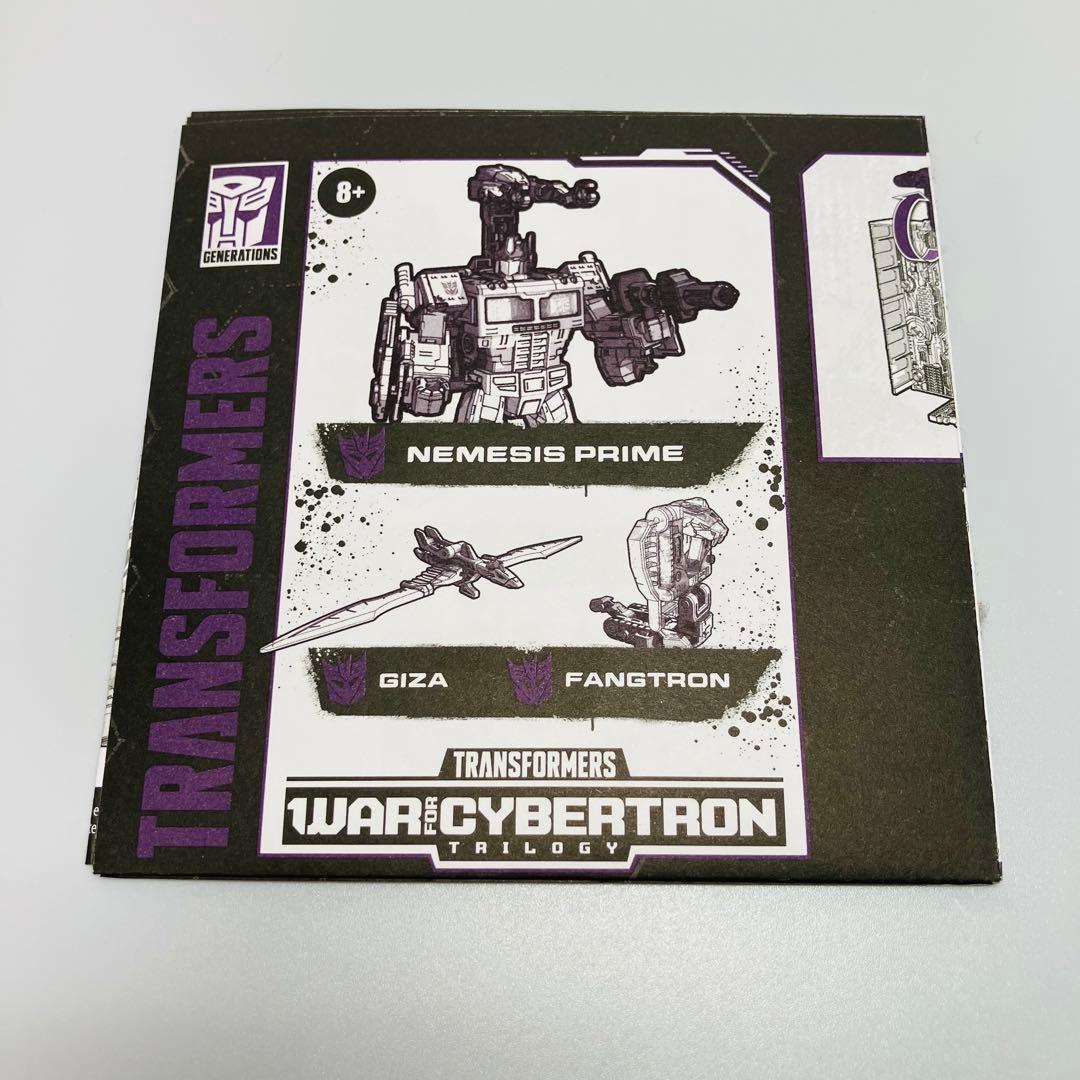 GENERATIONS
8+
TRANSFORMERS
NEMESIS PRIME
GIZA
FANGTRON
TRANSFORMERS
WAR FOR CYBERTRON
TRILOGY